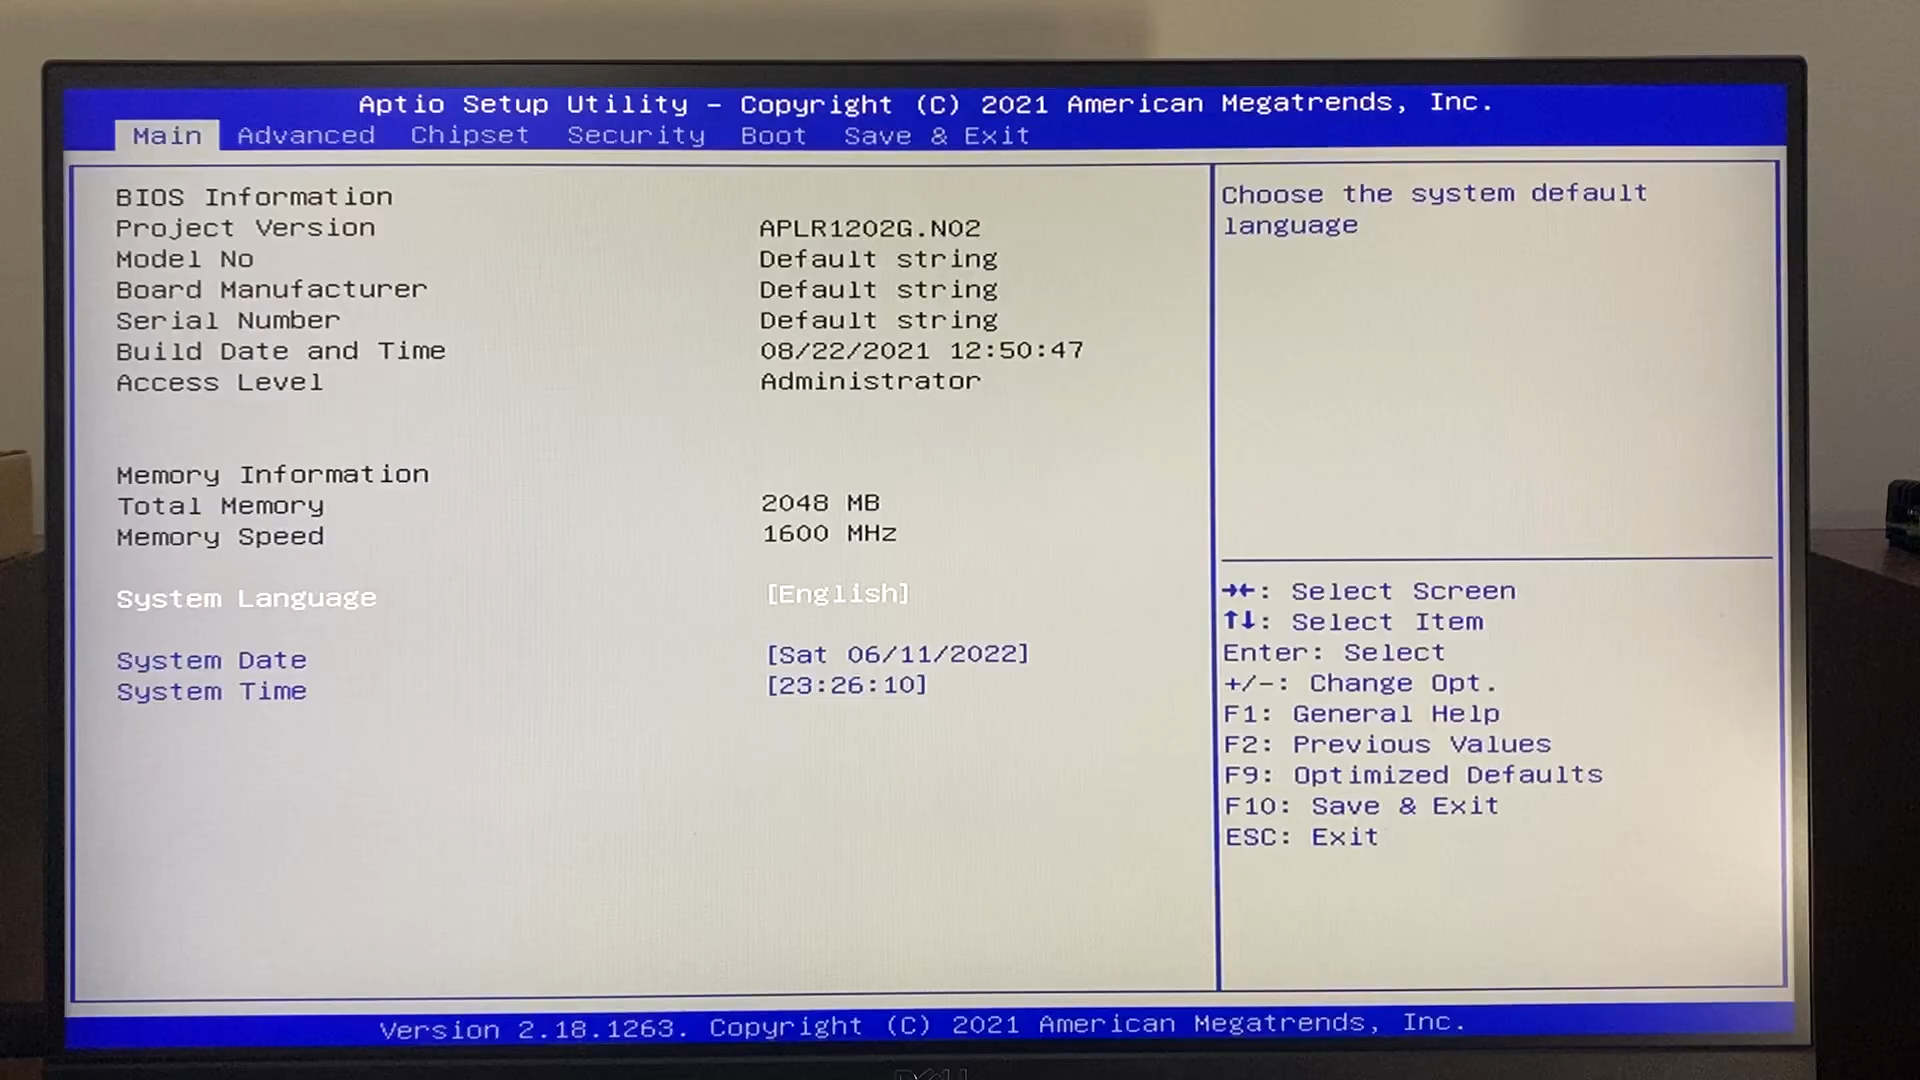 Aptio Setup Utility – Copyright (C) 2021 American Megatrends, Inc.
Main Advanced Chipset Security Boot Save & Exit
BIOS Information
Project Version APLR1202G.N02
Model No Default string
Board Manufacturer Default string
Serial Number Default string
Build Date and Time 08/22/2021 12:50:47
Access Level Administrator
Memory Information
Total Memory 2048 MB
Memory Speed 1600 MHz
System Language [English]
System Date [Sat 06/11/2022]
System Time [23:26:10]
Choose the system default
language
→←: Select Screen
↑↓: Select Item
Enter: Select
+/-: Change Opt.
F1: General Help
F2: Previous Values
F9: Optimized Defaults
F10: Save & Exit
ESC: Exit
Version 2.18.1263. Copyright (C) 2021 American Megatrends, Inc.
DELL